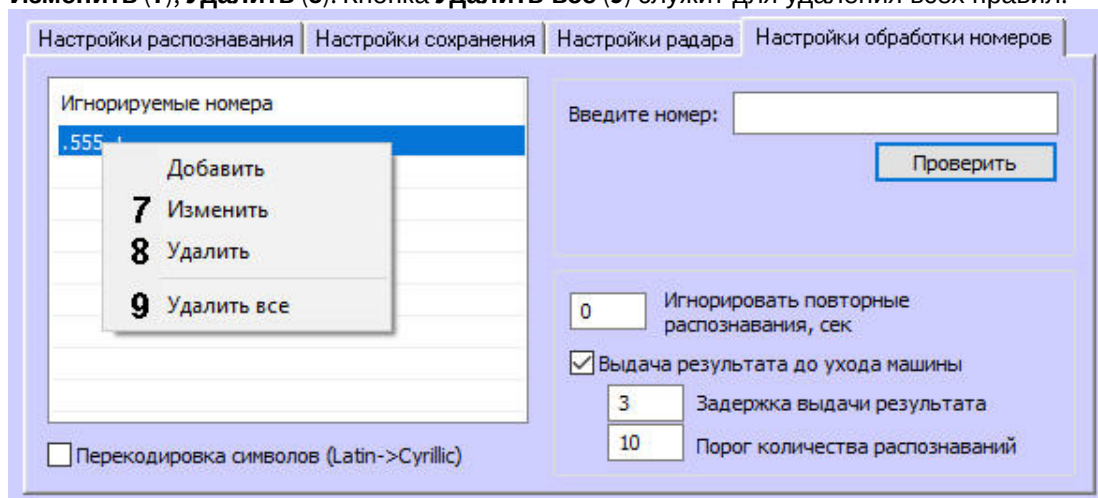 Изменить (7), Удалить (8). Кнопка Удалить все (9) служит для удаления всех правил.
Настройки распознавания Настройки сохранения Настройки радара Настройки обработки номеров
Игнорируемые номера
.555
Добавить
7 Изменить
8 Удалить
9 Удалить все
Перекодировка символов (Latin->Cyrillic)
Введите номер:
Проверить
0 Игнорировать повторные
распознавания, сек
Выдача результата до ухода машины
3 Задержка выдачи результата
10 Порог количества распознаваний